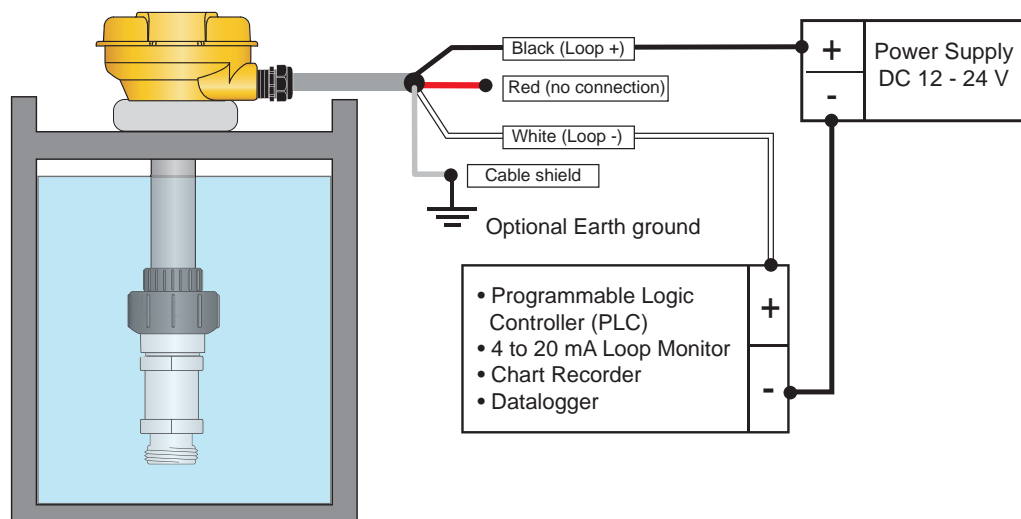 Black (Loop +)
Red (no connection)
White (Loop -)
Cable shield
Optional Earth ground
+
-
Power Supply
DC 12 - 24 V
• Programmable Logic
Controller (PLC)
• 4 to 20 mA Loop Monitor
• Chart Recorder
• Datalogger
+
-